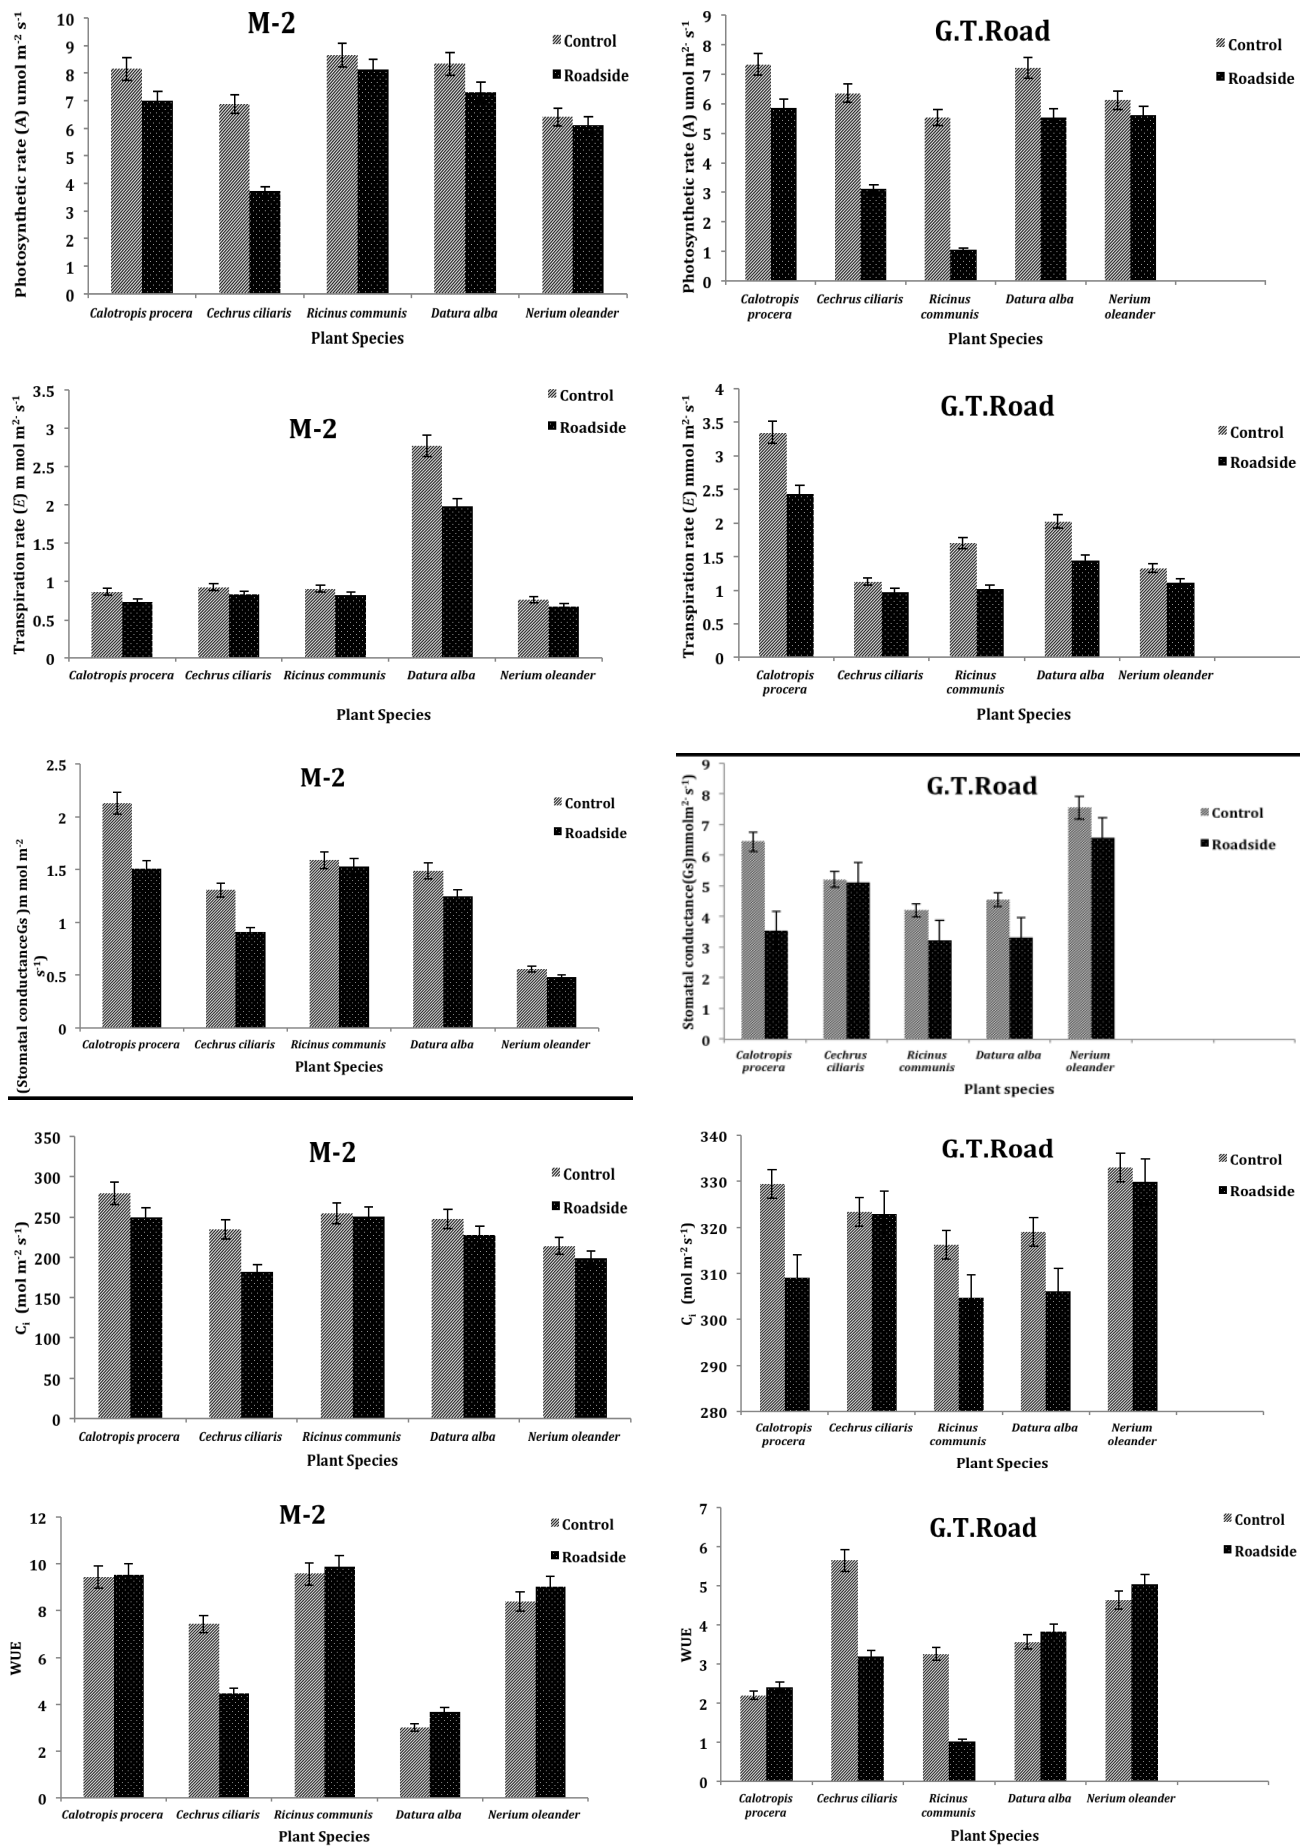 M-2
Control
Roadside
Photosynthetic rate (A) umol m⁻² s⁻¹
10
9
8
7
6
5
4
3
2
1
0
Calotropis procera Cechrus ciliaris Ricinus communis Datura alba Nerium oleander
Plant Species
G.T.Road
Control
Roadside
Photosynthetic rate (A) umol m²⁻ s⁻¹
9
8
7
6
5
4
3
2
1
0
Calotropis Cechrus ciliaris Ricinus Datura alba Nerium
procera communis oleander
Plant Species
M-2
Control
Roadside
Transpiration rate (E) m mol m²⁻ s⁻¹
3.5
3
2.5
2
1.5
1
0.5
0
Calotropis procera Cechrus ciliaris Ricinus communis Datura alba Nerium oleander
Plant Species
G.T.Road
Control
Roadside
Transpiration rate (E) mmol m²⁻ s⁻¹
4
3.5
3
2.5
2
1.5
1
0.5
0
Calotropis Cechrus ciliaris Ricinus Datura alba Nerium oleander
procera communis
Plant Species
M-2
Control
Roadside
(Stomatal conductanceGs )m mol m⁻²
s⁻¹)
2.5
2
1.5
1
0.5
0
Calotropis procera Cechrus ciliaris Ricinus communis Datura alba Nerium oleander
Plant Species
G.T.Road
Control
Roadside
Stomatal conductance(Gs)mmolm²⁻ s⁻¹)
9
8
7
6
5
4
3
2
1
0
Calotropis Cechrus Ricinus Datura alba Nerium
procera ciliaris communis oleander
Plant species
M-2
Control
Roadside
Cᵢ (mol m⁻² s⁻¹)
350
300
250
200
150
100
50
0
Calotropis procera Cechrus ciliaris Ricinus communis Datura alba Nerium oleander
Plant Species
G.T.Road
Control
Roadside
Cᵢ (mol m⁻² s⁻¹)
340
330
320
310
300
290
280
Calotropis Cechrus ciliaris Ricinus Datura alba Nerium
procera communis oleander
Plant Species
M-2
Control
Roadside
WUE
12
10
8
6
4
2
0
Calotropis procera Cechrus ciliaris Ricinus communis Datura alba Nerium oleander
Plant Species
G.T.Road
Control
Roadside
WUE
7
6
5
4
3
2
1
0
Calotropis Cechrus ciliaris Ricinus Datura alba Nerium oleander
procera communis
Plant Species